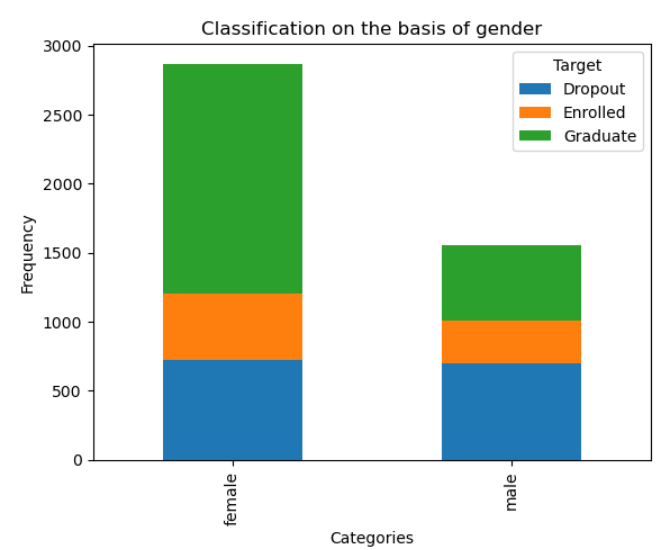 Classification on the basis of gender
Target
Dropout
Enrolled
Graduate
3000
2500
2000
1500
1000
500
0
Frequency
female
male
Categories